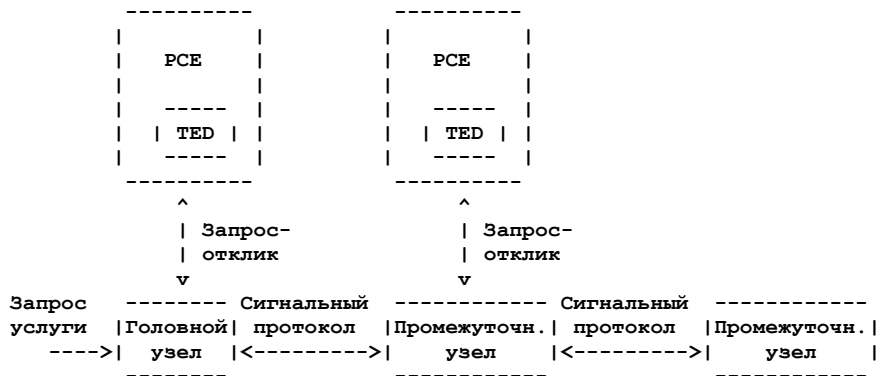 PCE PCE
TED TED
Запрос- Запрос-
отклик отклик
Запрос Сигнальный Сигнальный
услуги Головной протокол Промежуточн. протокол Промежуточн.
узел узел узел